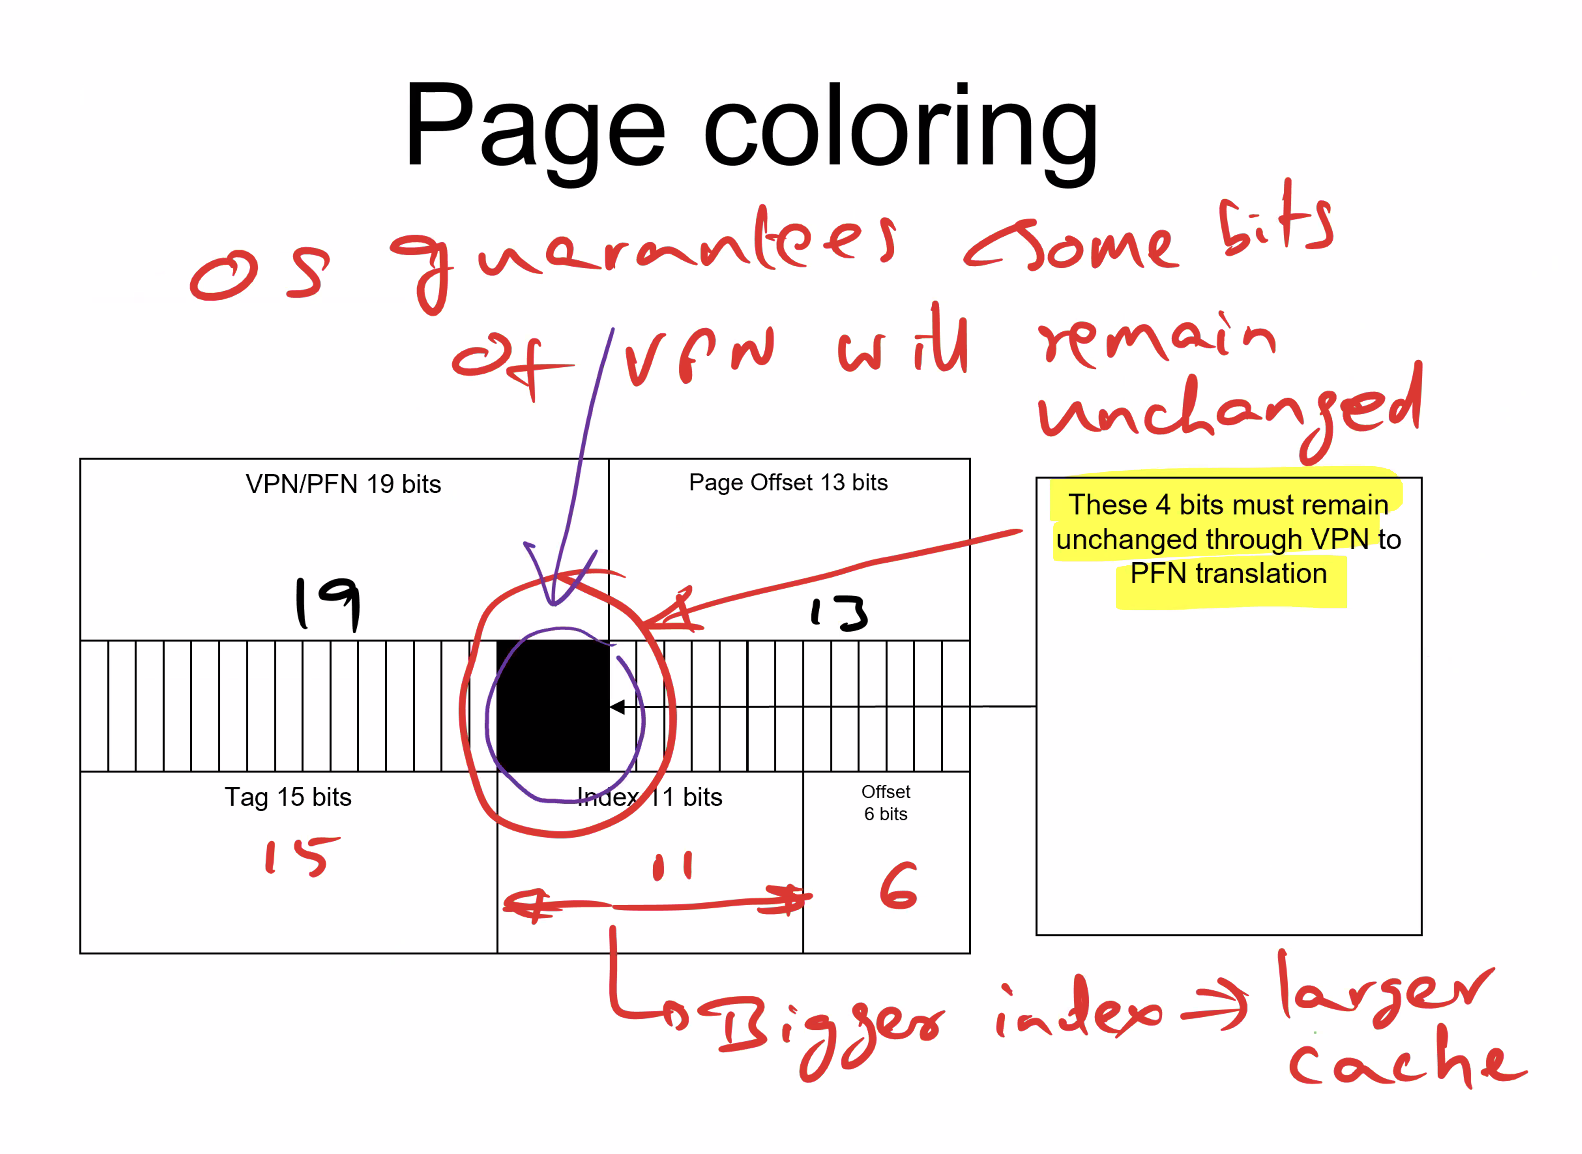 Page coloring
OS guarantees some bits
of VPN will remain
unchanged
VPN/PFN 19 bits
Page Offset 13 bits
These 4 bits must remain
unchanged through VPN to
PFN translation
19
13
Tag 15 bits
Index 11 bits
Offset
6 bits
15
11
6
Bigger index → larger
cache